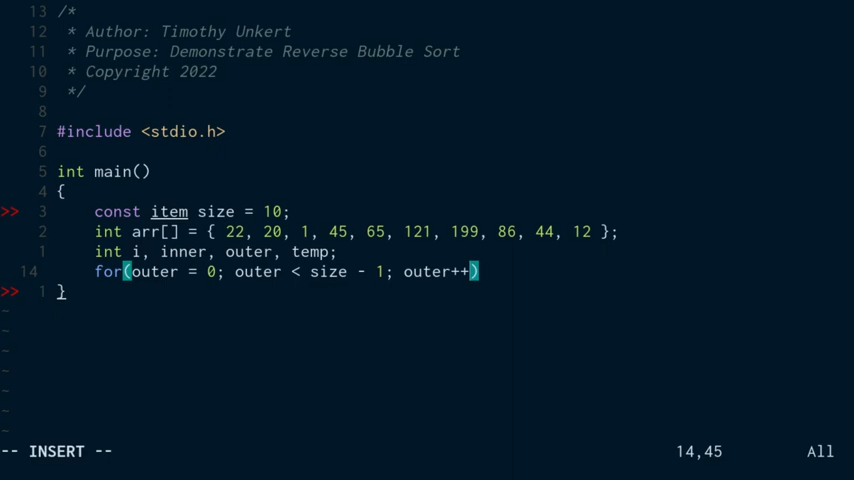 13 /*
12  * Author: Timothy Unkert
11  * Purpose: Demonstrate Reverse Bubble Sort
10  * Copyright 2022
9  */
8
7 #include <stdio.h>
6
5 int main()
4 {
>> 3     const item size = 10;
2     int arr[] = { 22, 20, 1, 45, 65, 121, 199, 86, 44, 12 };
1     int i, inner, outer, temp;
14     for(outer = 0; outer < size - 1; outer++)
>> 1 }
~
~
~
~
~
~
~
-- INSERT -- 14,45 All